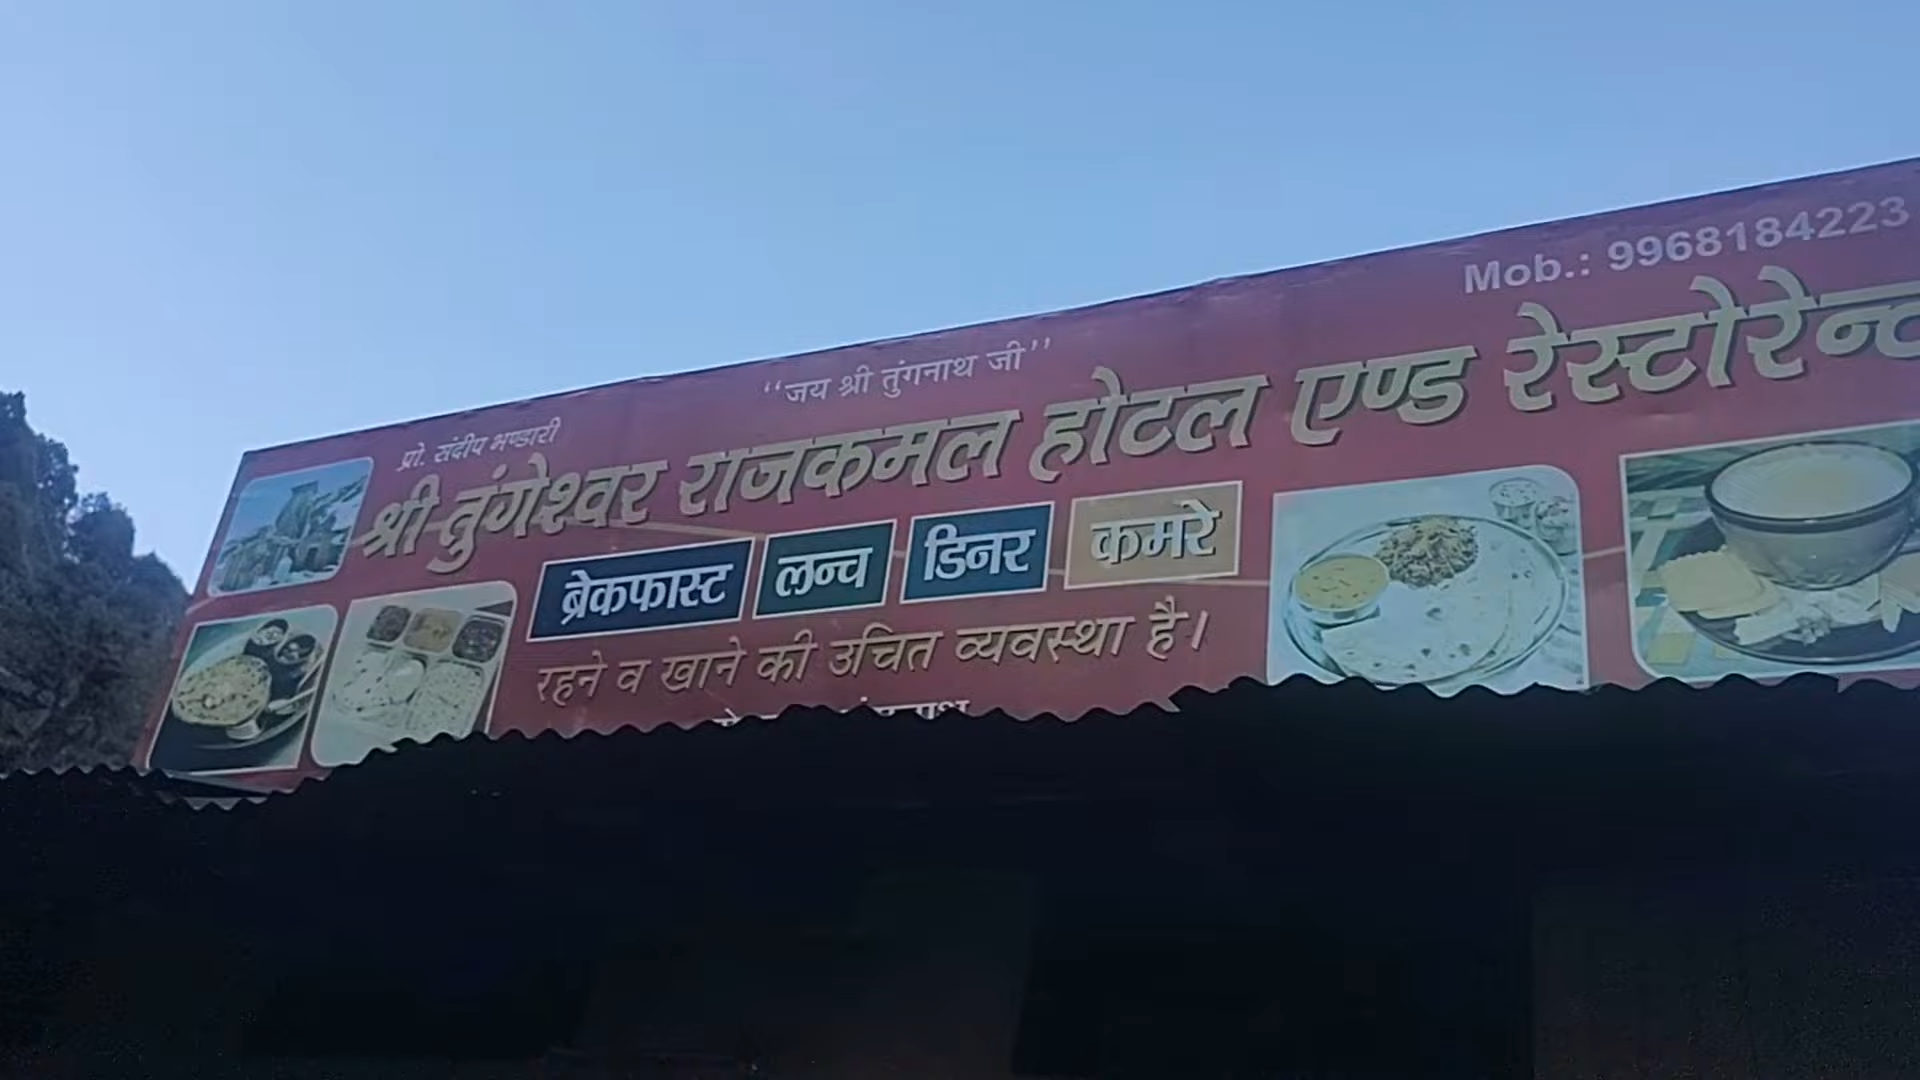 Mob.: 9968184223
"जय श्री तुंगनाथ जी"
प्रो. संदीप भण्डारी
श्री तुंगेश्वर राजकमल होटल एण्ड रेस्टोरेन्ट
ब्रेकफास्ट लन्च डिनर कमरे
रहने व खाने की उचित व्यवस्था है।